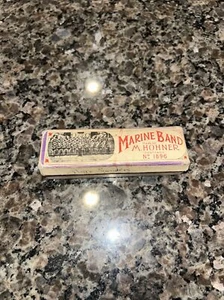 MARINE BAND
M. HOHNER
No 1896